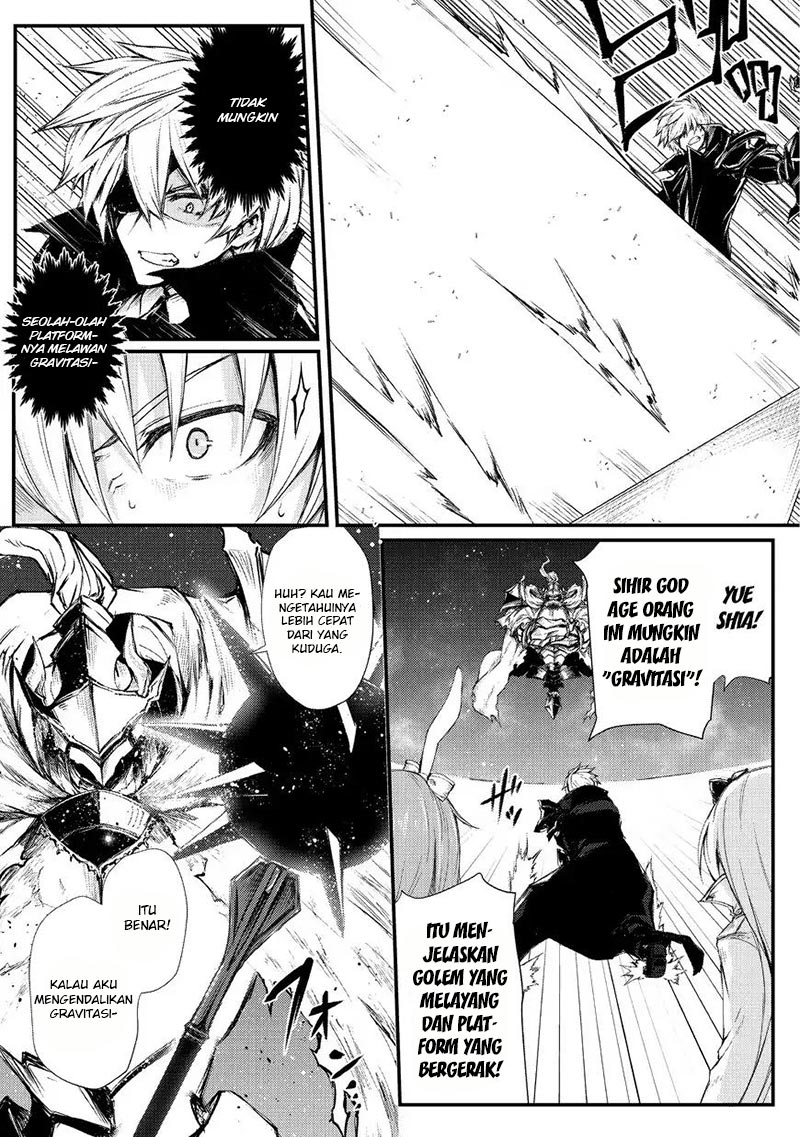 TIDAK
MUNGKIN
SEOLAH-OLAH
PLATFORM-
NYA MELAWAN
GRAVITASI-
YUE
SHIA!
SIHIR GOD
AGE ORANG
INI MUNGKIN
ADALAH
"GRAVITASI"!
ITU MEN-
JELASKAN
GOLEM YANG
MELAYANG
DAN PLAT-
FORM YANG
BERGERAK!
HUH? KAU ME-
NGETAHUINYA
LEBIH CEPAT
DARI YANG
KUDUGA.
ITU
BENAR!
KALAU AKU
MENGENDALIKAN
GRAVITASI-